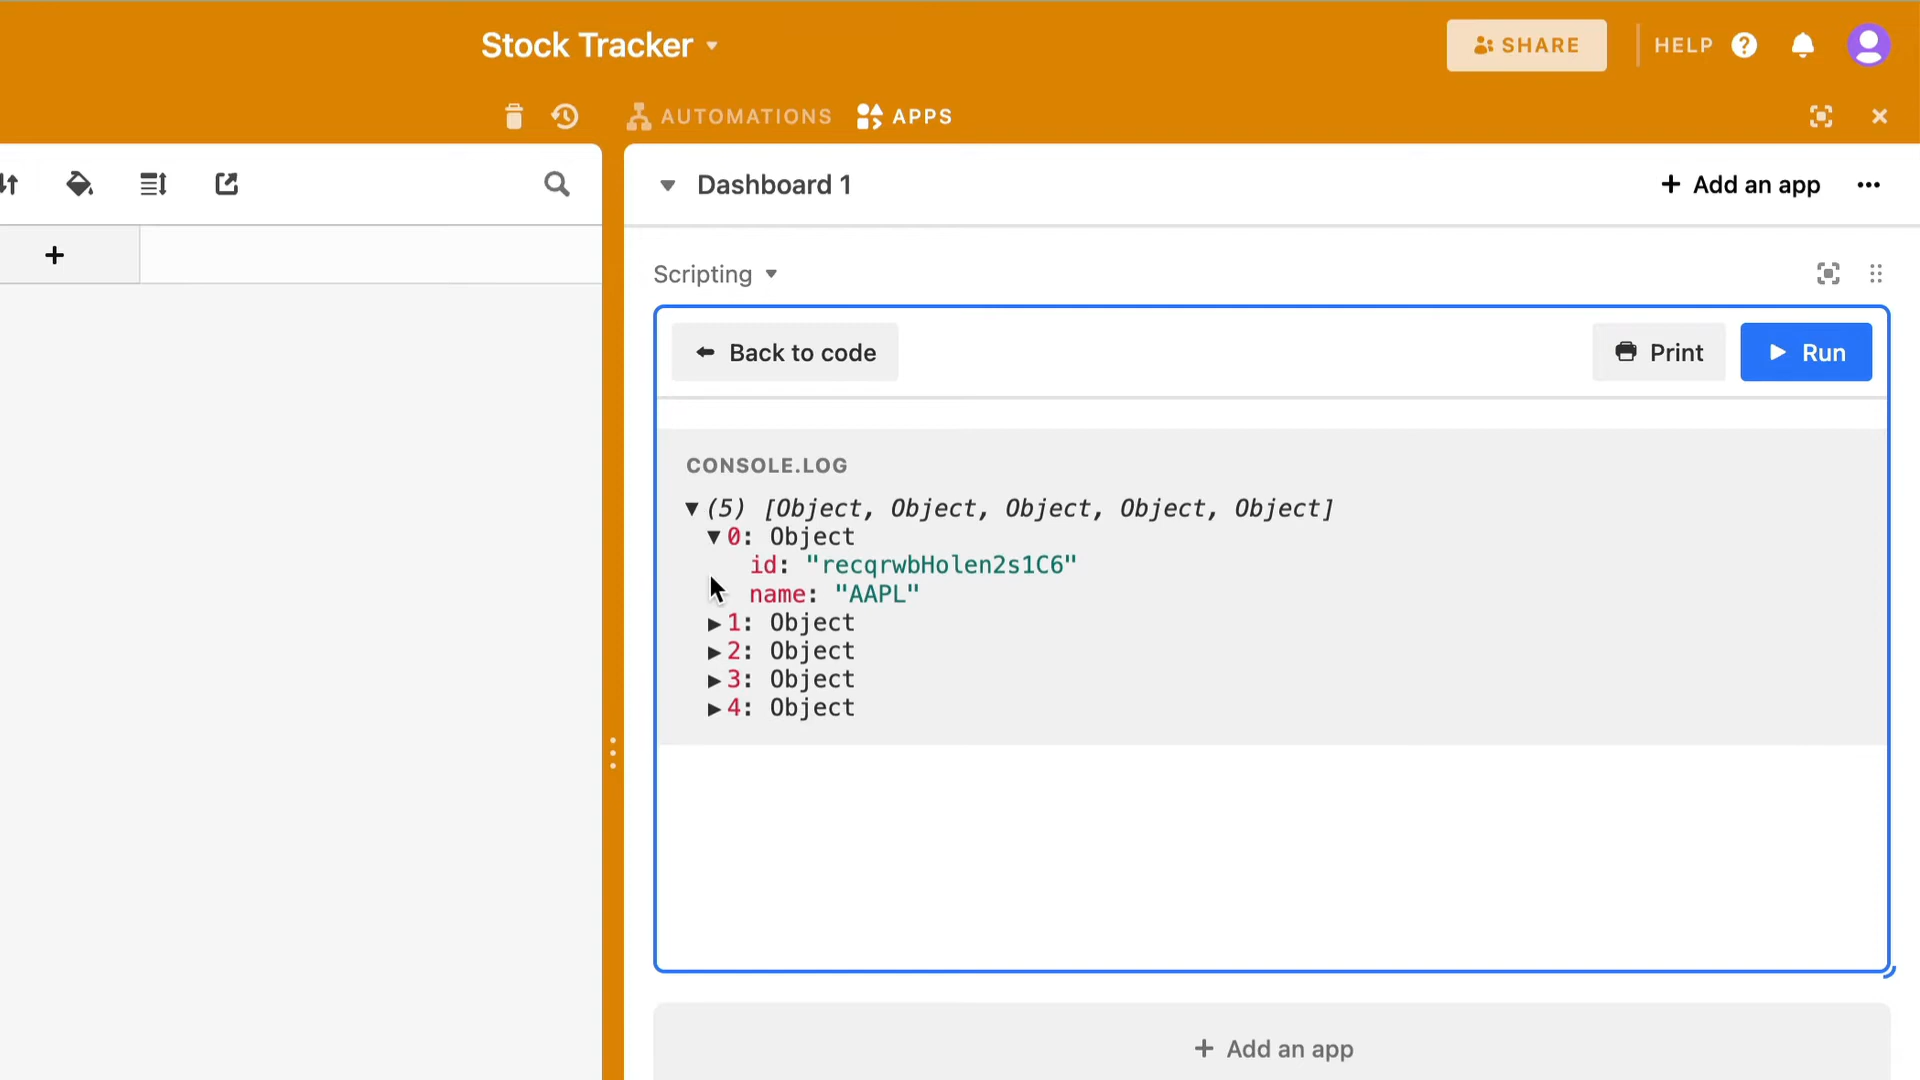 Stock Tracker
SHARE
HELP
AUTOMATIONS
APPS
Dashboard 1
+ Add an app
Scripting
Back to code
Print
Run
CONSOLE.LOG
(5) [Object, Object, Object, Object, Object]
0: Object
id: "recqrwbHolen2s1C6"
name: "AAPL"
1: Object
2: Object
3: Object
4: Object
+ Add an app